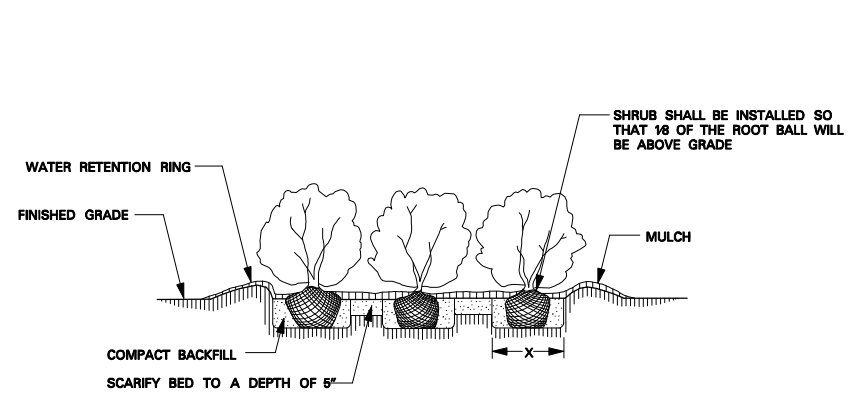 SHRUB SHALL BE INSTALLED SO
THAT 1/8 OF THE ROOT BALL WILL
BE ABOVE GRADE
WATER RETENTION RING
FINISHED GRADE
MULCH
COMPACT BACKFILL
X
SCARIFY BED TO A DEPTH OF 5"